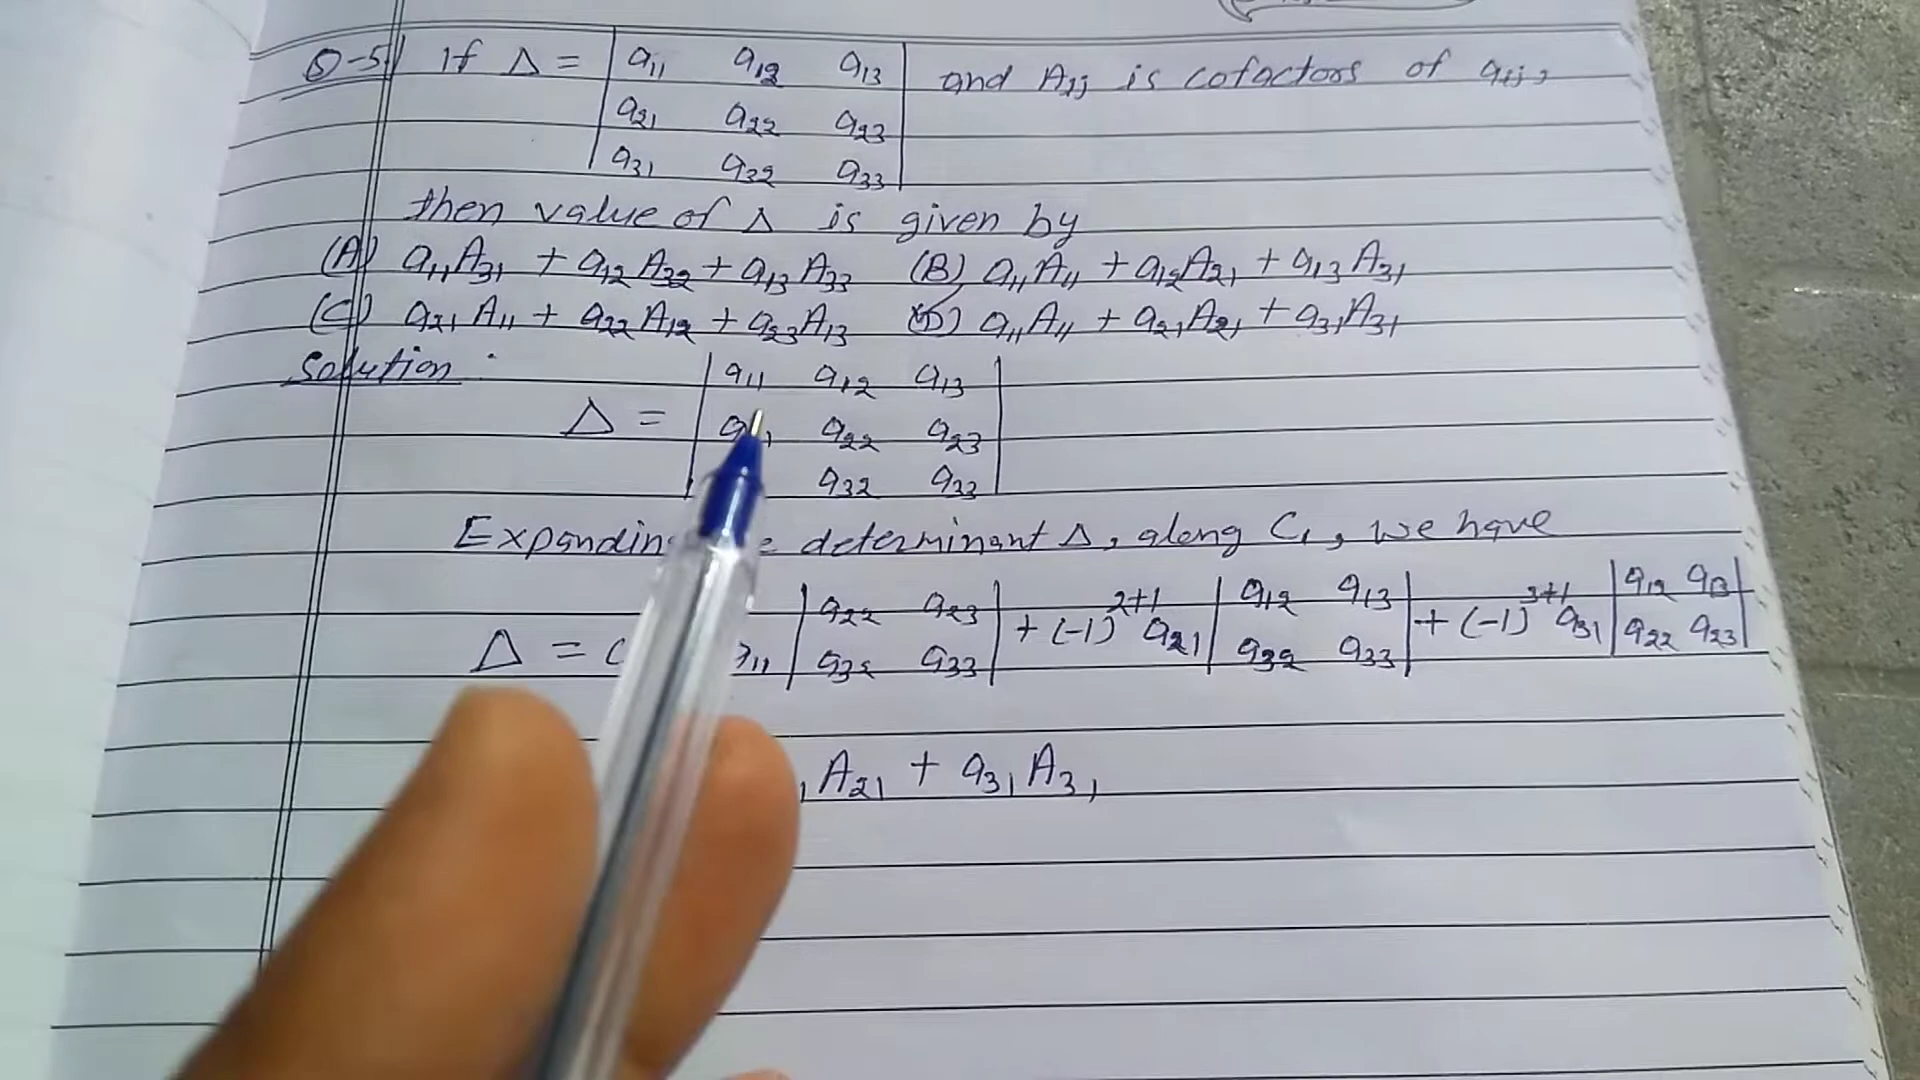 Q-5) If Δ = | a11 a12 a13 | and Aij is cofactors of aij,
| a21 a22 a23 |
| a31 a32 a33 |
then value of Δ is given by
(A) a11A31 + a12A32 + a13A33 (B) a11A11 + a12A21 + a13A31
(C) a21A11 + a22A12 + a23A13 (D) a11A11 + a21A21 + a31A31
Solution :
| a11 a12 a13 |
Δ = | a22 a23 |
| a32 a33 |
Expanding determinant Δ, along C1, we have
Δ = | a22 a23 | + (-1)^2+1 a21 | a12 a13 | + (-1)^3+1 a31 | a12 a13 |
| a32 a33 | | a32 a33 | | a22 a23 |
A21 + a31A31